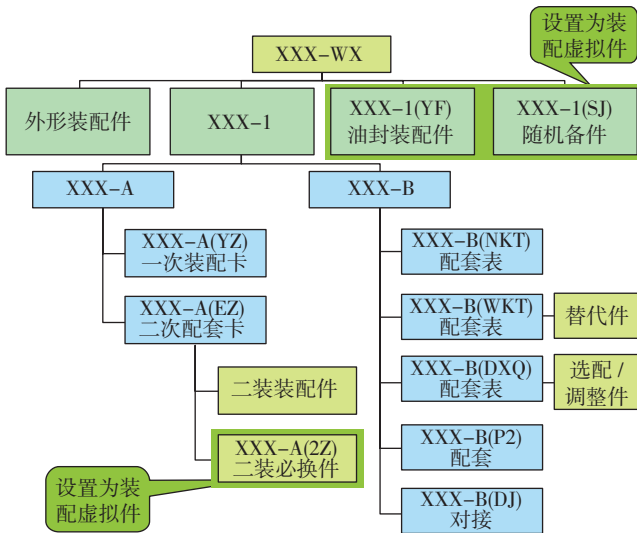 设置为装
配虚拟件
XXX-WX
外形装配件
XXX-1
XXX-1(YF)
油封装配件
XXX-1(SJ)
随机备件
XXX-A
XXX-B
XXX-A(YZ)
一次装配卡
XXX-A(EZ)
二次配套卡
二装装配件
XXX-A(2Z)
二装必换件
设置为装
配虚拟件
XXX-B(NKT)
配套表
XXX-B(WKT)
配套表
替代件
XXX-B(DXQ)
配套表
选配/
调整件
XXX-B(P2)
配套
XXX-B(DJ)
对接